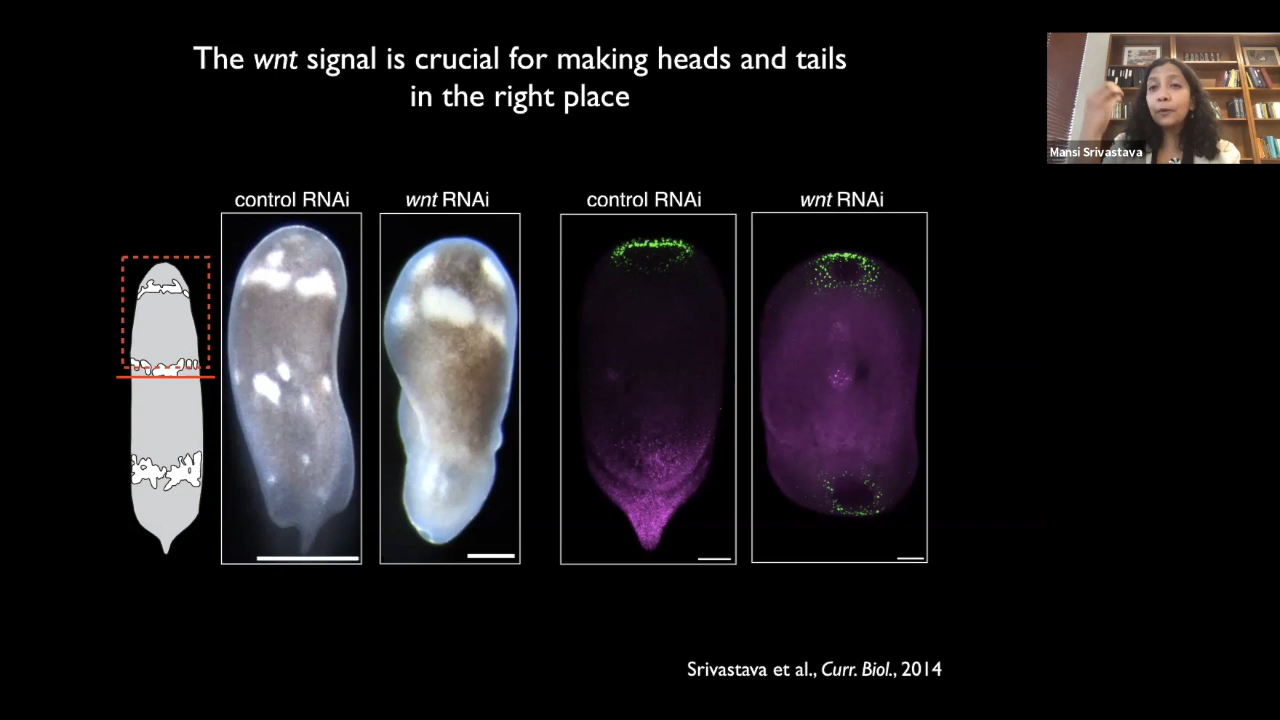 The wnt signal is crucial for making heads and tails
in the right place
Mansi Srivastava
control RNAi
wnt RNAi
control RNAi
wnt RNAi
Srivastava et al., Curr. Biol., 2014